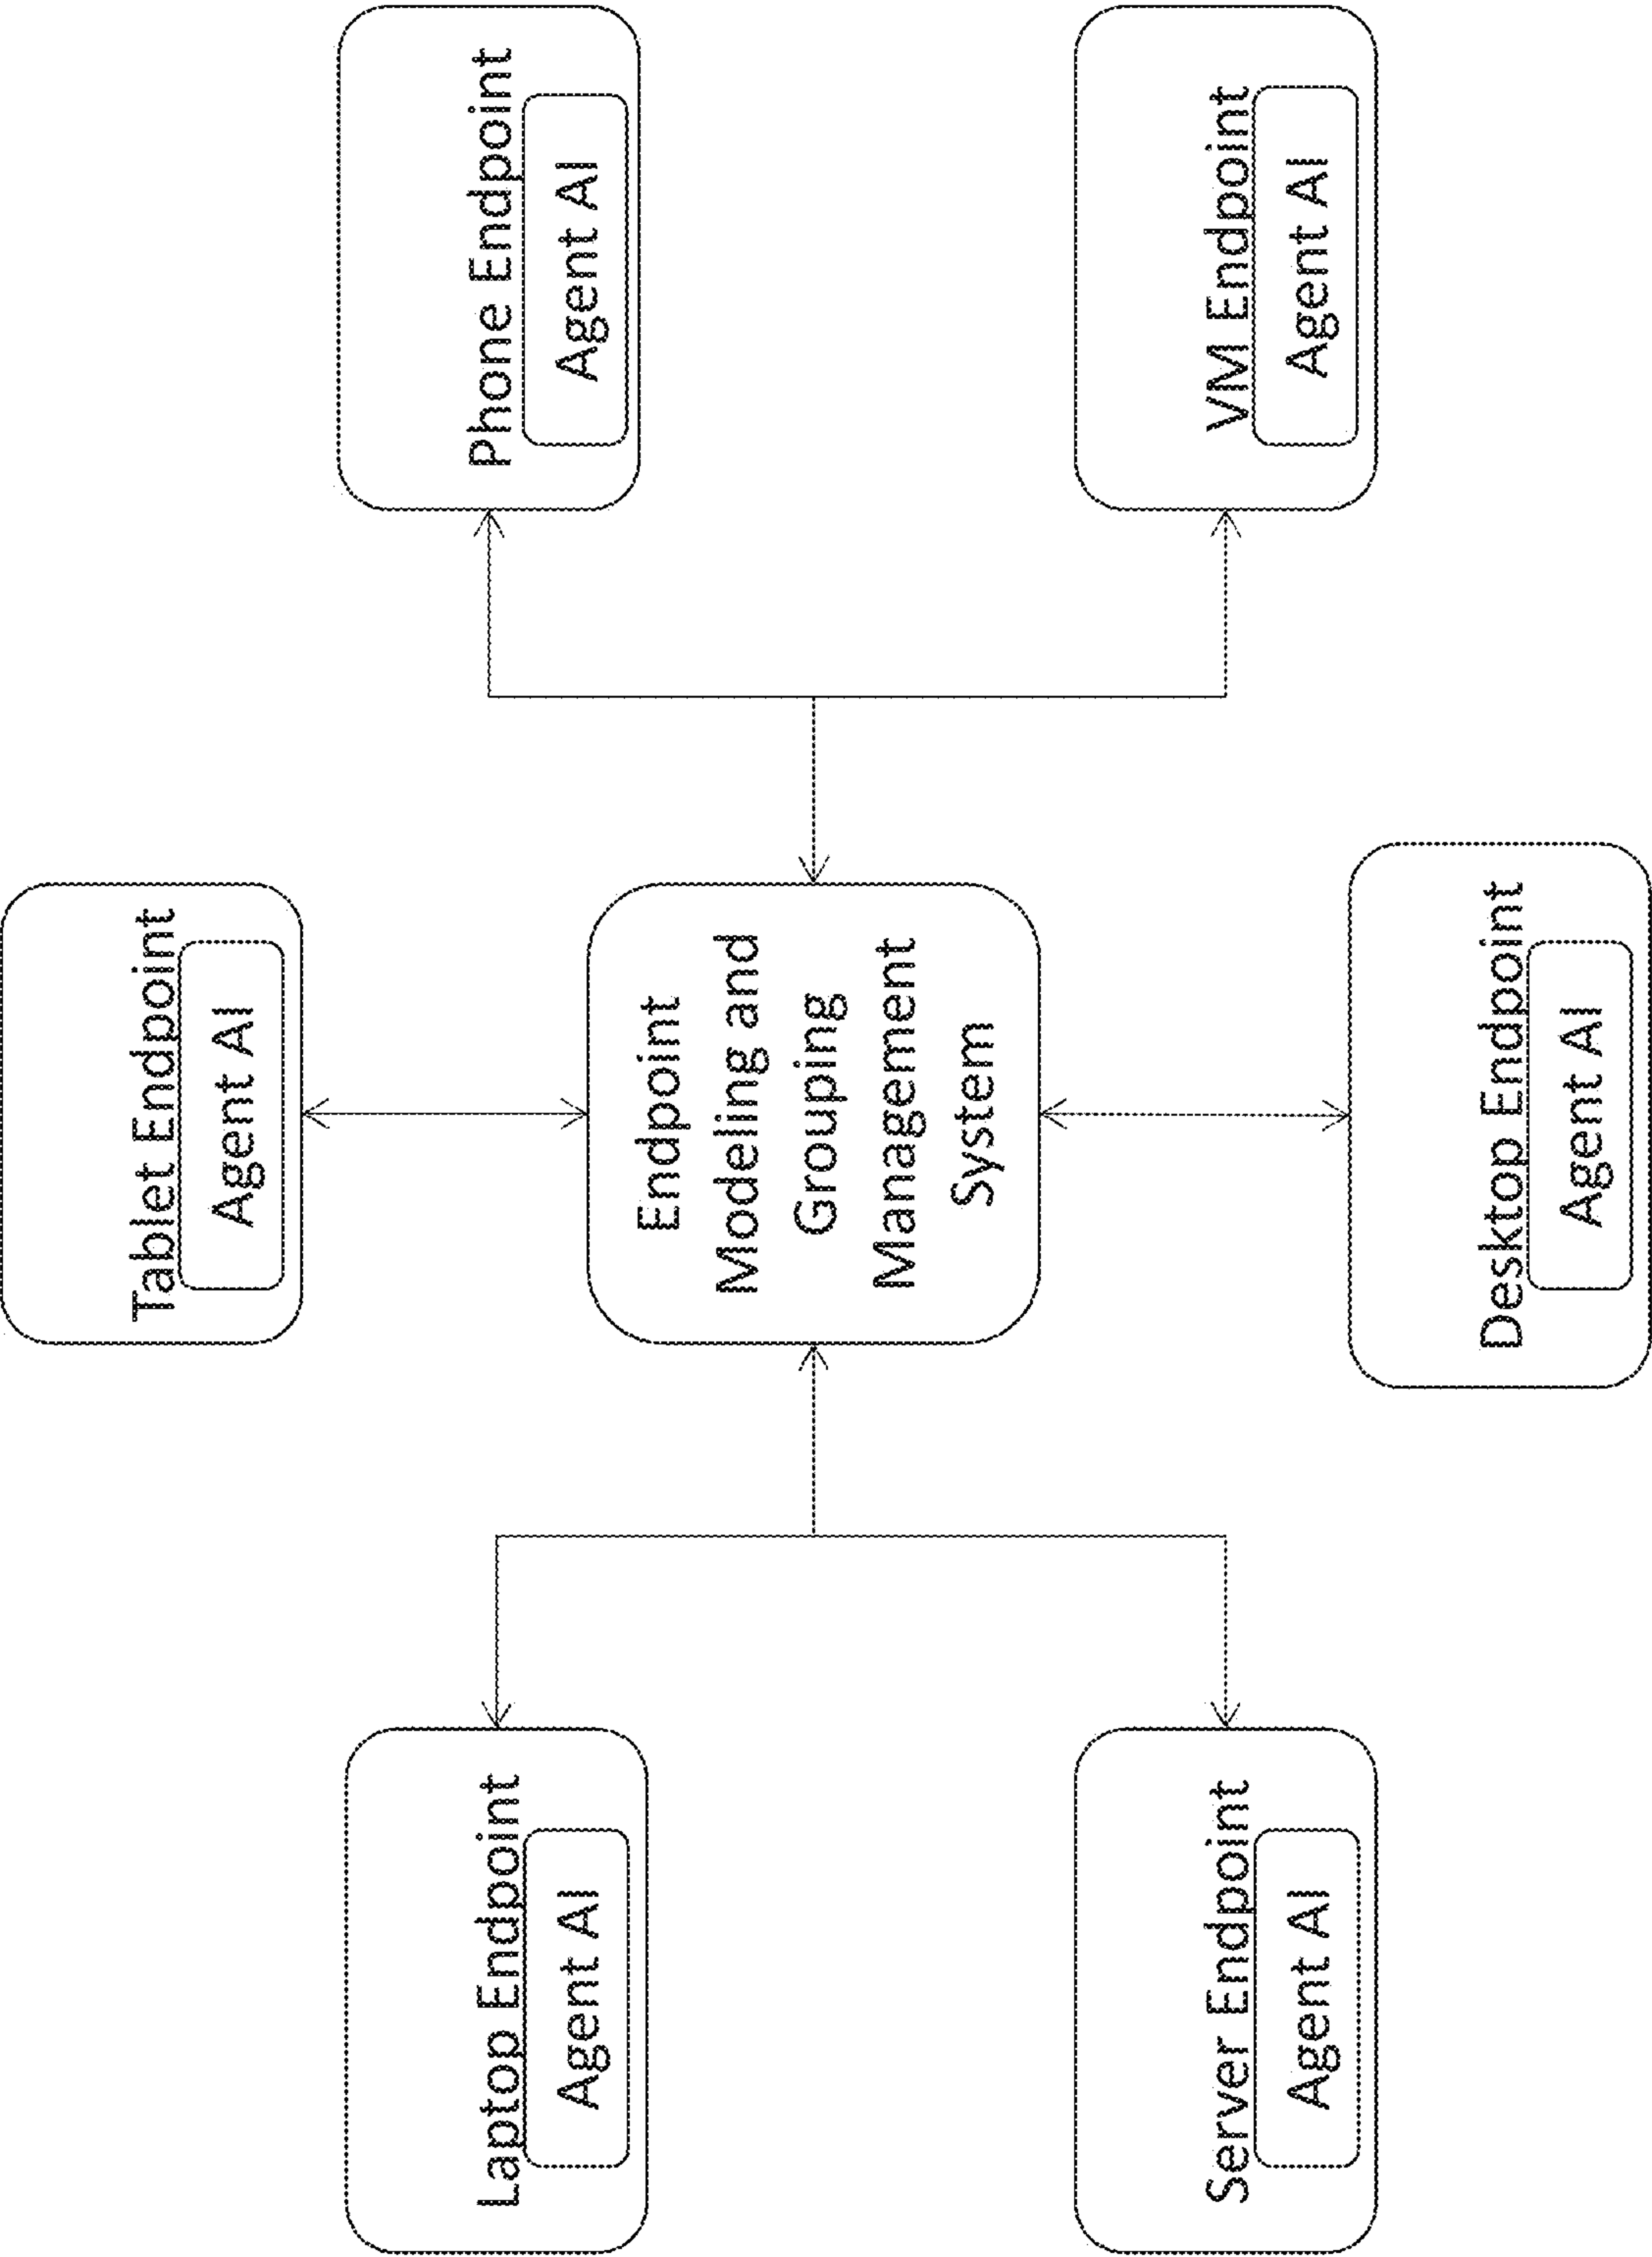 Tablet Endpoint
Agent AI
Laptop Endpoint
Agent AI
Phone Endpoint
Agent AI
Endpoint
Modeling and
Grouping
Management
System
Server Endpoint
Agent AI
VM Endpoint
Agent AI
Desktop Endpoint
Agent AI